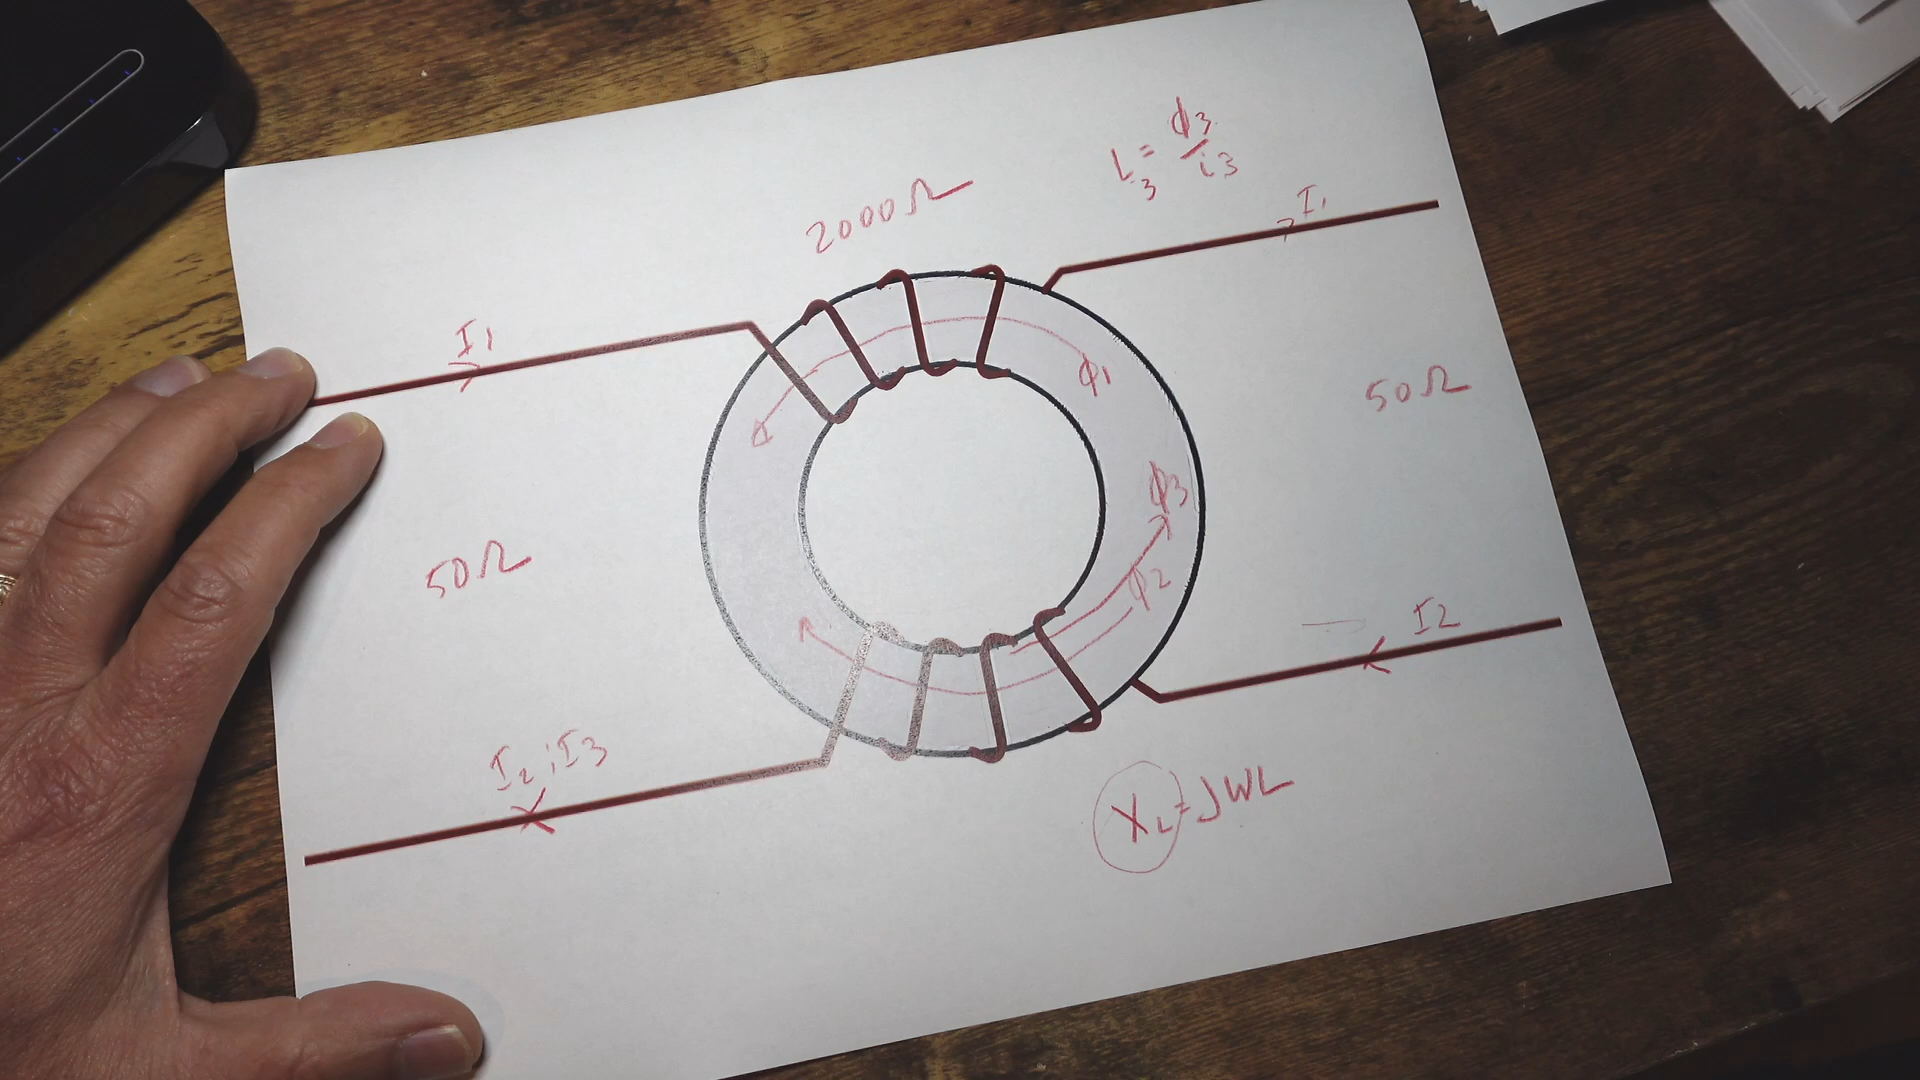 L3 = ϕ3/i3
2000Ω
I1
I1
ϕ1
50Ω
ϕ3
50Ω
ϕ2
I2
I2, I3
XL = JWL